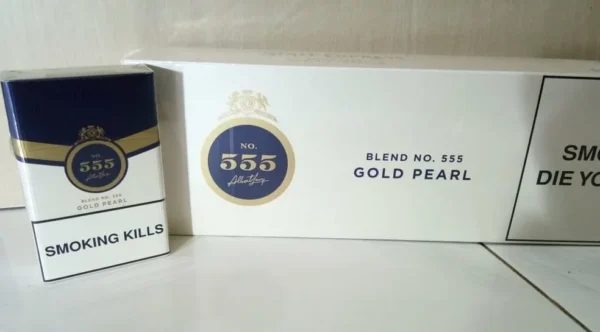 NO.
555
BLEND NO. 555
GOLD PEARL
SMOKING KILLS
NO.
555
BLEND NO. 555
GOLD PEARL
SMO
DIE YO